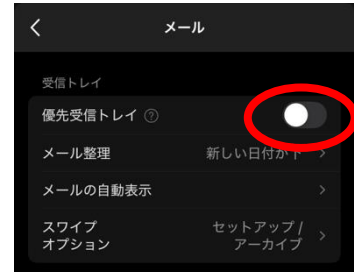 メール
受信トレイ
優先受信トレイ ?
メール整理 新しい日付が下
メールの自動表示
スワイプ セットアップ /
オプション アーカイブ